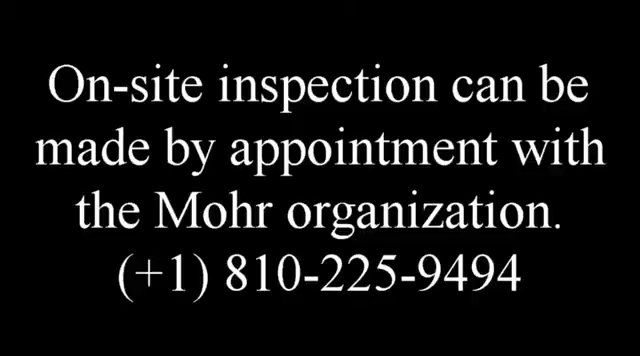 On-site inspection can be
made by appointment with
the Mohr organization.
(+1) 810-225-9494